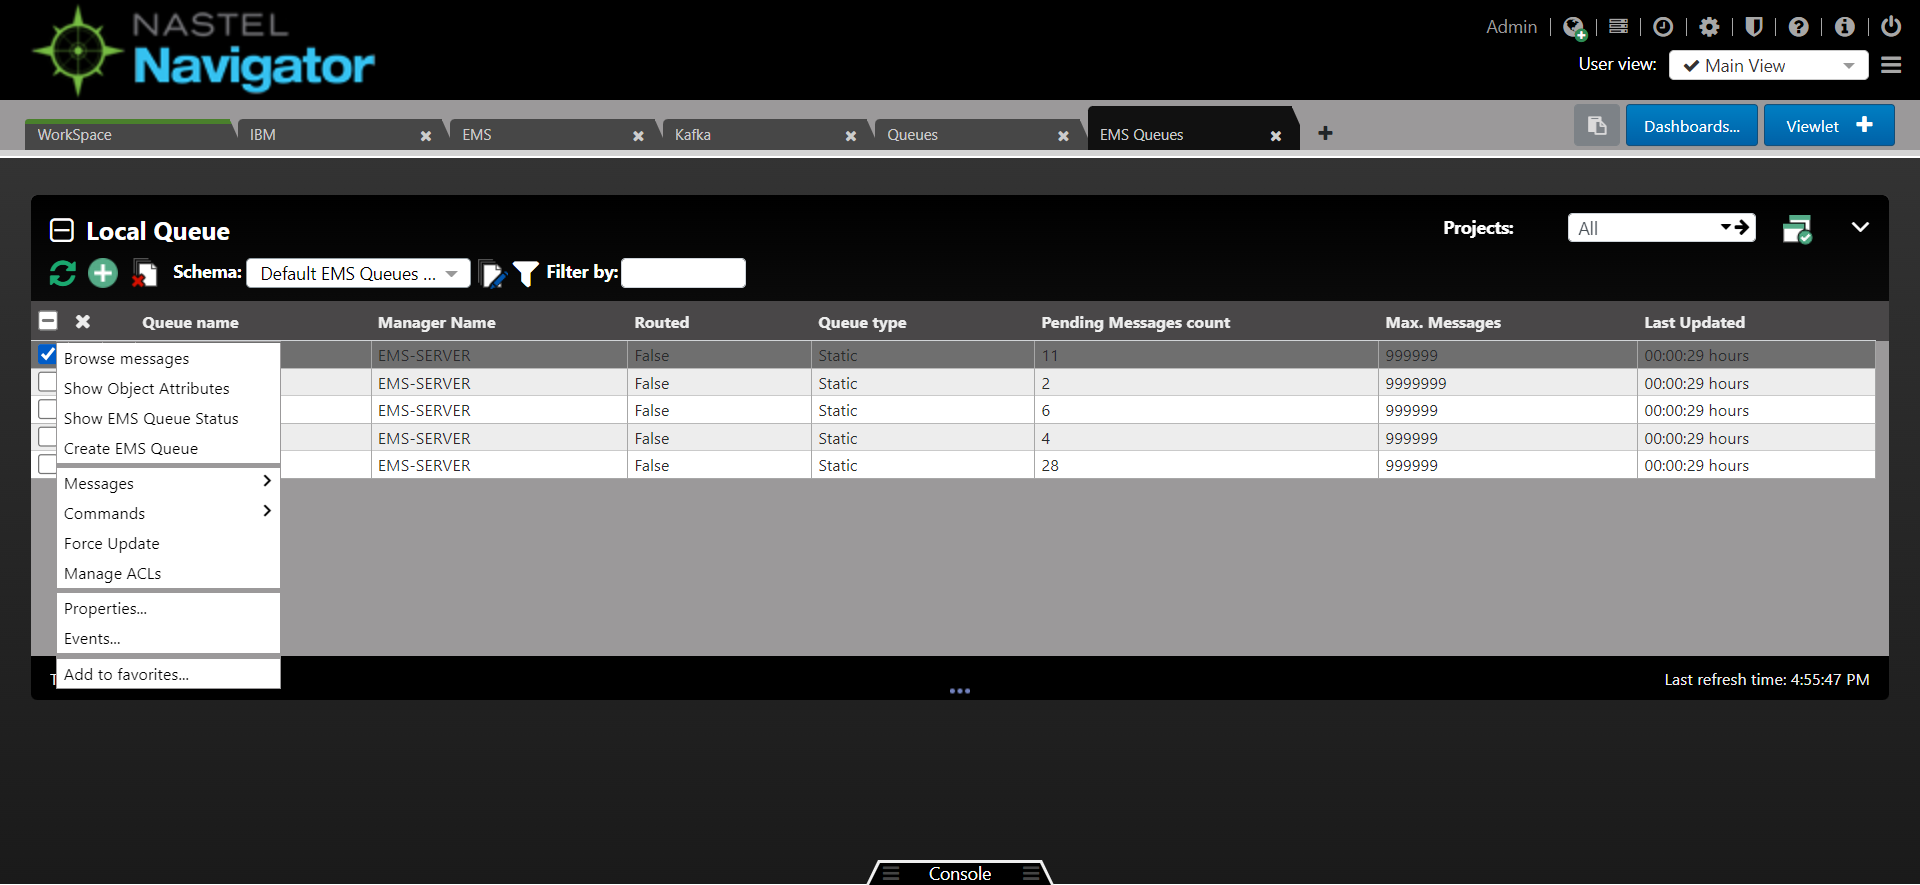 NASTEL
Navigator
Admin
User view: Main View
WorkSpace IBM EMS Kafka Queues EMS Queues
Dashboards... Viewlet
Local Queue
Projects: All
Schema: Default EMS Queues ... Filter by:
Queue name Manager Name Routed Queue type Pending Messages count Max. Messages Last Updated
EMS-SERVER False Static 11 999999 00:00:29 hours
EMS-SERVER False Static 2 9999999 00:00:29 hours
EMS-SERVER False Static 6 999999 00:00:29 hours
EMS-SERVER False Static 4 999999 00:00:29 hours
EMS-SERVER False Static 28 999999 00:00:29 hours
Browse messages
Show Object Attributes
Show EMS Queue Status
Create EMS Queue
Messages
Commands
Force Update
Manage ACLs
Properties...
Events...
Add to favorites...
Last refresh time: 4:55:47 PM
Console